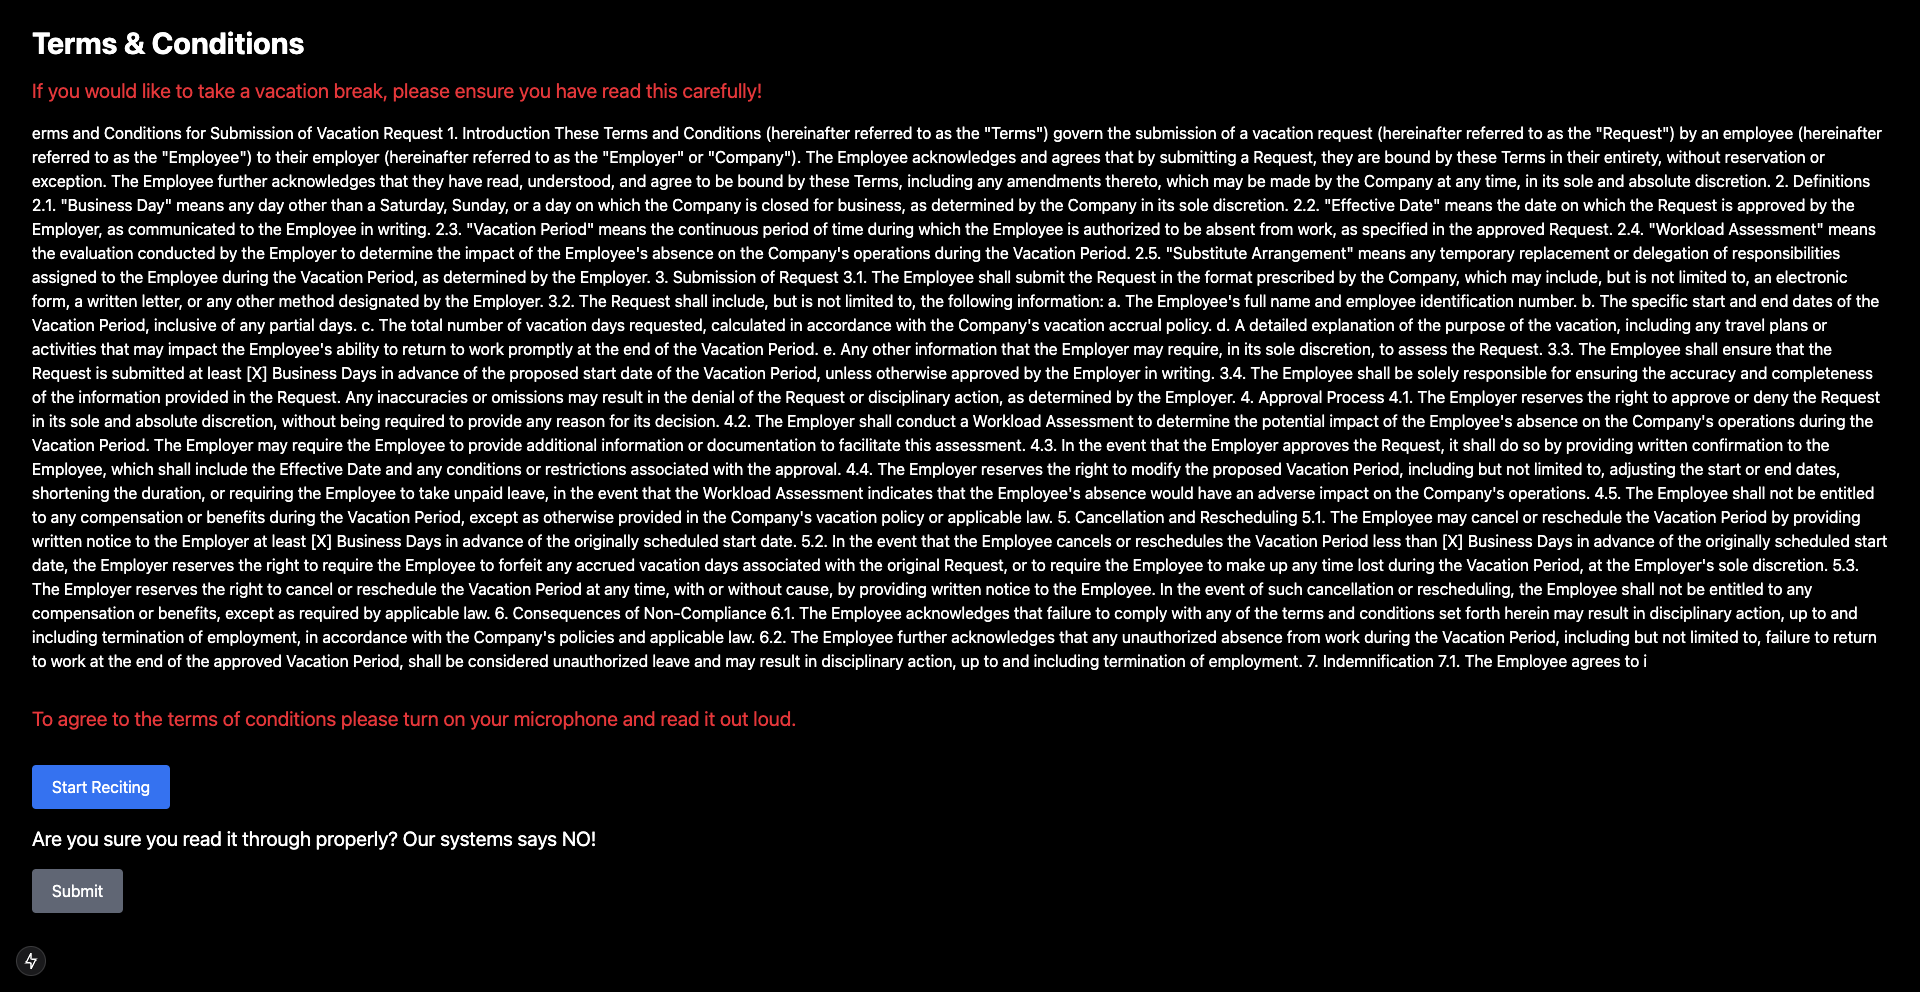 Terms & Conditions
If you would like to take a vacation break, please ensure you have read this carefully!
erms and Conditions for Submission of Vacation Request 1. Introduction These Terms and Conditions (hereinafter referred to as the "Terms") govern the submission of a vacation request (hereinafter referred to as the "Request") by an employee (hereinafter
referred to as the "Employee") to their employer (hereinafter referred to as the "Employer" or "Company"). The Employee acknowledges and agrees that by submitting a Request, they are bound by these Terms in their entirety, without reservation or
exception. The Employee further acknowledges that they have read, understood, and agree to be bound by these Terms, including any amendments thereto, which may be made by the Company at any time, in its sole and absolute discretion. 2. Definitions
2.1. "Business Day" means any day other than a Saturday, Sunday, or a day on which the Company is closed for business, as determined by the Company in its sole discretion. 2.2. "Effective Date" means the date on which the Request is approved by the
Employer, as communicated to the Employee in writing. 2.3. "Vacation Period" means the continuous period of time during which the Employee is authorized to be absent from work, as specified in the approved Request. 2.4. "Workload Assessment" means
the evaluation conducted by the Employer to determine the impact of the Employee's absence on the Company's operations during the Vacation Period. 2.5. "Substitute Arrangement" means any temporary replacement or delegation of responsibilities
assigned to the Employee during the Vacation Period, as determined by the Employer. 3. Submission of Request 3.1. The Employee shall submit the Request in the format prescribed by the Company, which may include, but is not limited to, an electronic
form, a written letter, or any other method designated by the Employer. 3.2. The Request shall include, but is not limited to, the following information: a. The Employee's full name and employee identification number. b. The specific start and end dates of the
Vacation Period, inclusive of any partial days. c. The total number of vacation days requested, calculated in accordance with the Company's vacation accrual policy. d. A detailed explanation of the purpose of the vacation, including any travel plans or
activities that may impact the Employee's ability to return to work promptly at the end of the Vacation Period. e. Any other information that the Employer may require, in its sole discretion, to assess the Request. 3.3. The Employee shall ensure that the
Request is submitted at least [X] Business Days in advance of the proposed start date of the Vacation Period, unless otherwise approved by the Employer in writing. 3.4. The Employee shall be solely responsible for ensuring the accuracy and completeness
of the information provided in the Request. Any inaccuracies or omissions may result in the denial of the Request or disciplinary action, as determined by the Employer. 4. Approval Process 4.1. The Employer reserves the right to approve or deny the Request
in its sole and absolute discretion, without being required to provide any reason for its decision. 4.2. The Employer shall conduct a Workload Assessment to determine the potential impact of the Employee's absence on the Company's operations during the
Vacation Period. The Employer may require the Employee to provide additional information or documentation to facilitate this assessment. 4.3. In the event that the Employer approves the Request, it shall do so by providing written confirmation to the
Employee, which shall include the Effective Date and any conditions or restrictions associated with the approval. 4.4. The Employer reserves the right to modify the proposed Vacation Period, including but not limited to, adjusting the start or end dates,
shortening the duration, or requiring the Employee to take unpaid leave, in the event that the Workload Assessment indicates that the Employee's absence would have an adverse impact on the Company's operations. 4.5. The Employee shall not be entitled
to any compensation or benefits during the Vacation Period, except as otherwise provided in the Company's vacation policy or applicable law. 5. Cancellation and Rescheduling 5.1. The Employee may cancel or reschedule the Vacation Period by providing
written notice to the Employer at least [X] Business Days in advance of the originally scheduled start date. 5.2. In the event that the Employee cancels or reschedules the Vacation Period less than [X] Business Days in advance of the originally scheduled start
date, the Employer reserves the right to require the Employee to forfeit any accrued vacation days associated with the original Request, or to require the Employee to make up any time lost during the Vacation Period, at the Employer's sole discretion. 5.3.
The Employer reserves the right to cancel or reschedule the Vacation Period at any time, with or without cause, by providing written notice to the Employee. In the event of such cancellation or rescheduling, the Employee shall not be entitled to any
compensation or benefits, except as required by applicable law. 6. Consequences of Non-Compliance 6.1. The Employee acknowledges that failure to comply with any of the terms and conditions set forth herein may result in disciplinary action, up to and
including termination of employment, in accordance with the Company's policies and applicable law. 6.2. The Employee further acknowledges that any unauthorized absence from work during the Vacation Period, including but not limited to, failure to return
to work at the end of the approved Vacation Period, shall be considered unauthorized leave and may result in disciplinary action, up to and including termination of employment. 7. Indemnification 7.1. The Employee agrees to i
To agree to the terms of conditions please turn on your microphone and read it out loud.
Start Reciting
Are you sure you read it through properly? Our systems says NO!
Submit